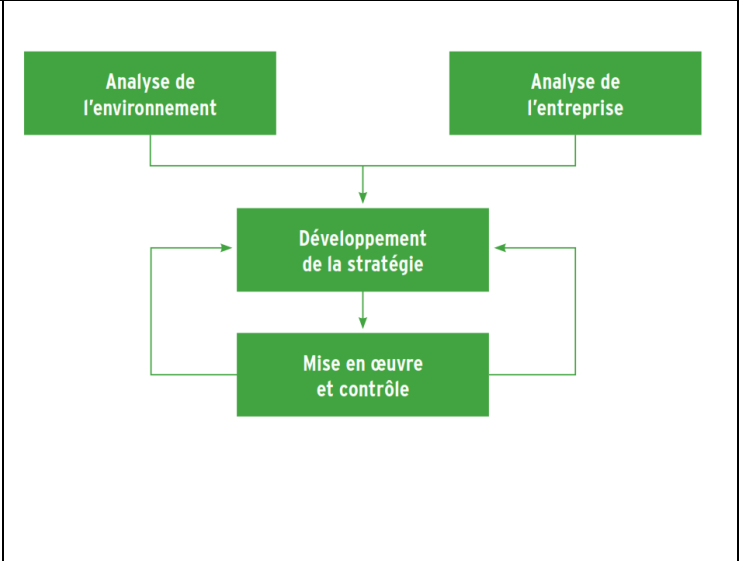 Analyse de
l'environnement
Analyse de
l'entreprise
Développement
de la stratégie
Mise en œuvre
et contrôle